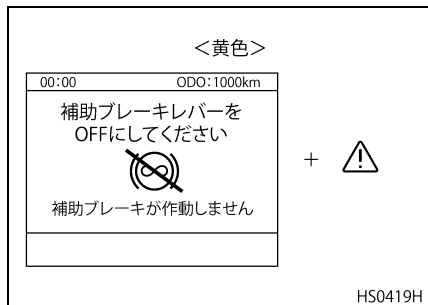 ＜黄色＞
00:00 ODO:1000km
補助ブレーキレバーを
OFFにしてください
補助ブレーキが作動しません
+
HS0419H